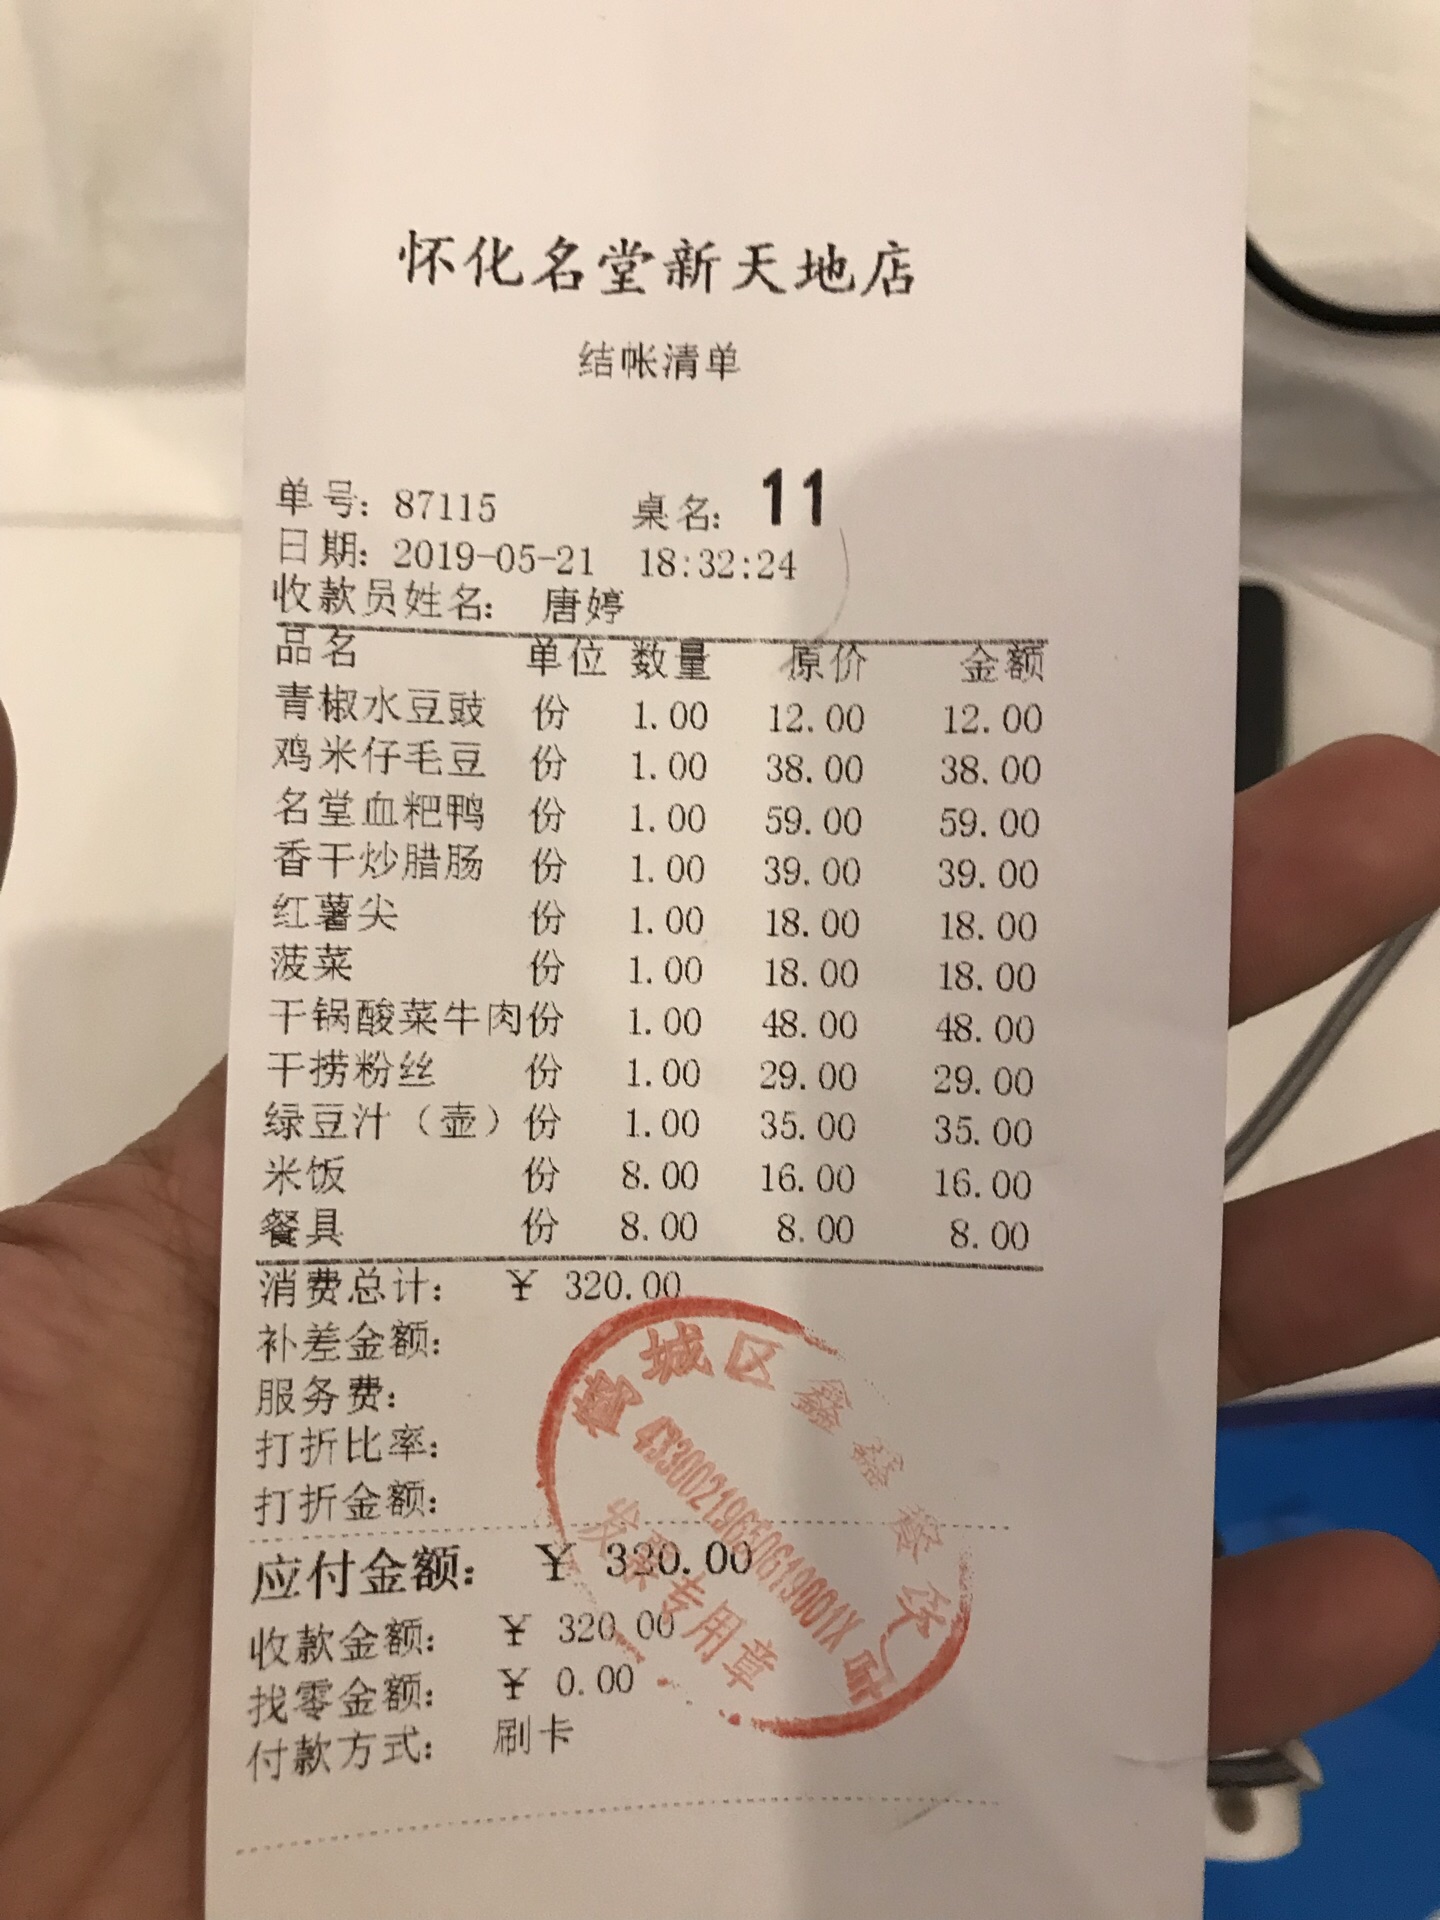 怀化名堂新天地店
结帐清单
单号：87115 桌名：11
日期：2019-05-21 18:32:24
收款员姓名： 唐婷
品名 单位 数量 原价 金额
青椒水豆豉 份 1.00 12.00 12.00
鸡米仔毛豆 份 1.00 38.00 38.00
名堂血粑鸭 份 1.00 59.00 59.00
香干炒腊肠 份 1.00 39.00 39.00
红薯尖 份 1.00 18.00 18.00
菠菜 份 1.00 18.00 18.00
干锅酸菜牛肉份 1.00 48.00 48.00
干捞粉丝 份 1.00 29.00 29.00
绿豆汁（壶）份 1.00 35.00 35.00
米饭 份 8.00 16.00 16.00
餐具 份 8.00 8.00 8.00
消费总计： ¥ 320.00
补差金额：
服务费：
打折比率：
打折金额：
应付金额： ¥ 320.00
收款金额： ¥ 320.00
找零金额： ¥ 0.00
付款方式： 刷卡
城区鑫鑫餐
发票专用章